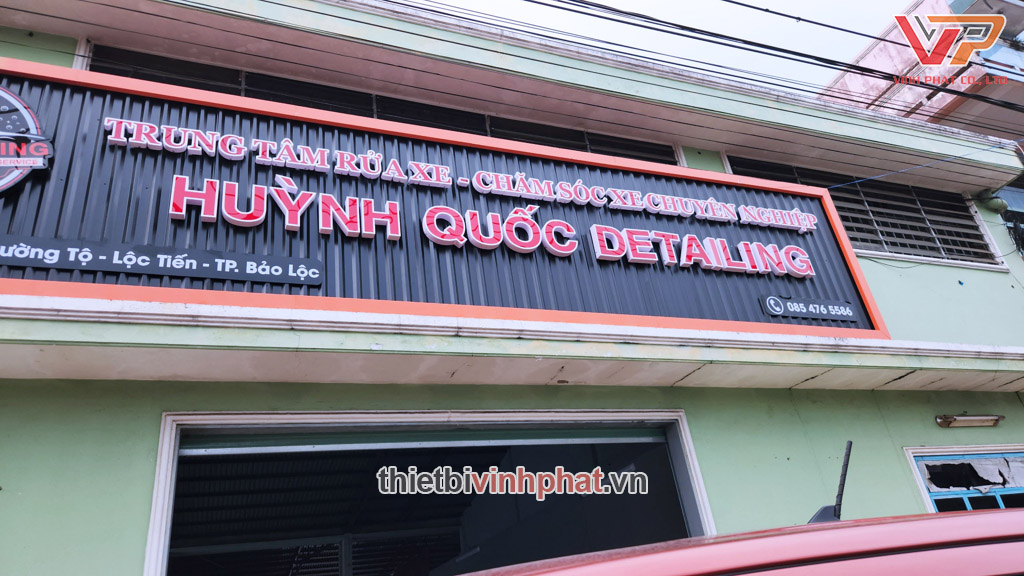 VP
VINH PHAT CO., LTD
TRUNG TÂM RỬA XE - CHĂM SÓC XE CHUYÊN NGHIỆP
HUỲNH QUỐC DETAILING
SERVICE
Tộ - Lộc Tiến - TP. Bảo Lộc
085 476 5586
thietbivinhphat.vn